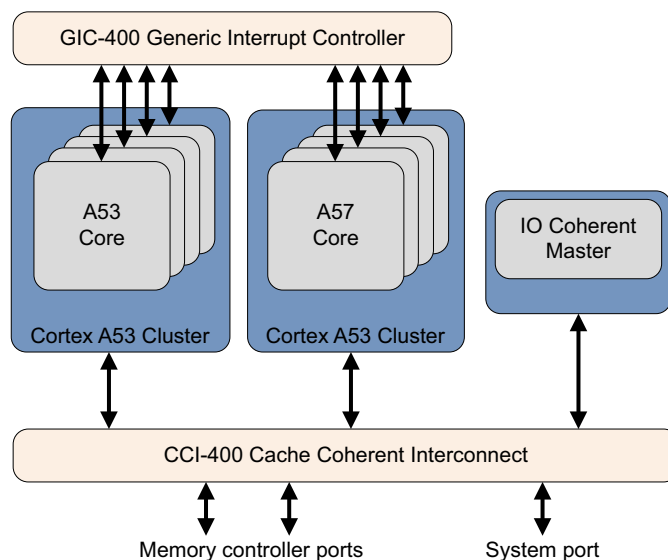 GIC-400 Generic Interrupt Controller
A53
Core
A57
Core
IO Coherent
Master
Cortex A53 Cluster
Cortex A53 Cluster
CCI-400 Cache Coherent Interconnect
Memory controller ports
System port